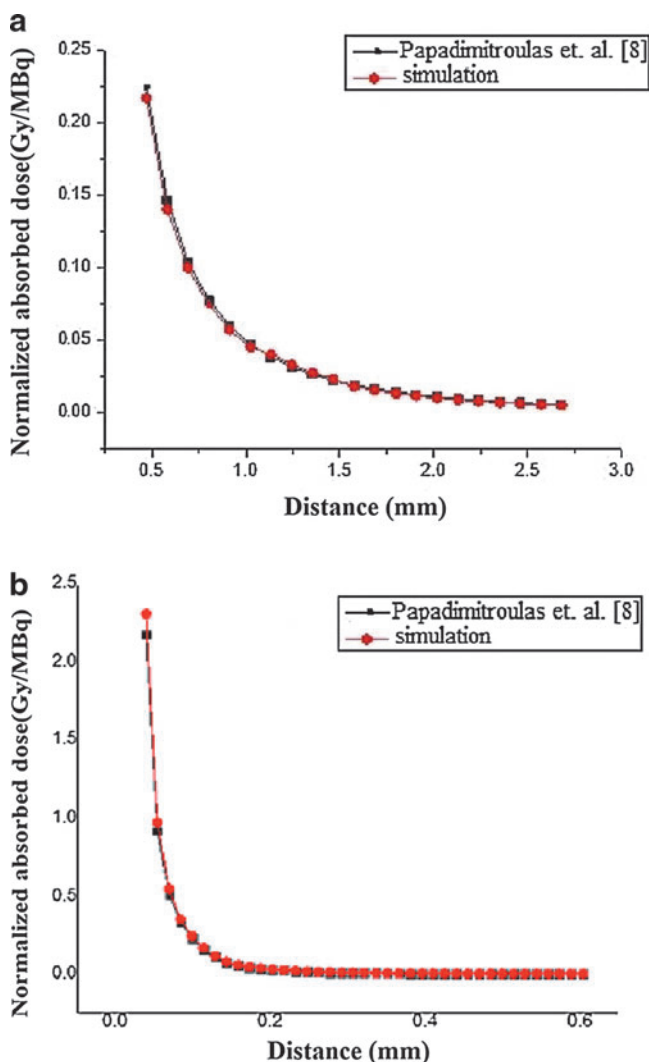 a
Papadimitroulas et. al. [8]
simulation
Normalized absorbed dose(Gy/MBq)
0.25
0.20
0.15
0.10
0.05
0.00
0.5 1.0 1.5 2.0 2.5 3.0
Distance (mm)
b
Papadimitroulas et. al. [8]
simulation
Normalized absorbed dose(Gy/MBq)
2.5
2.0
1.5
1.0
0.5
0.0
0.0 0.2 0.4 0.6
Distance (mm)